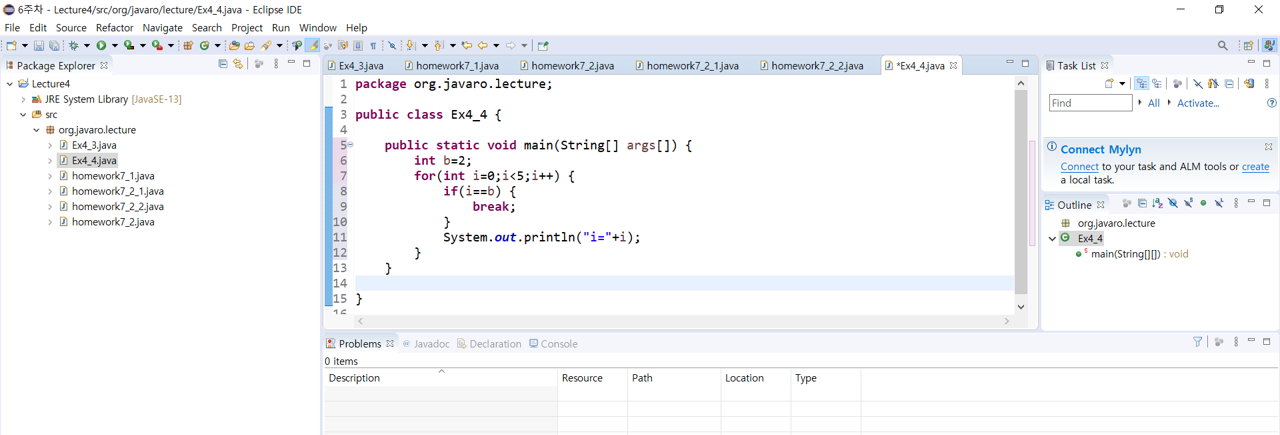 6주차 - Lecture4/src/org/javaro/lecture/Ex4_4.java - Eclipse IDE
File Edit Source Refactor Navigate Search Project Run Window Help
Package Explorer
Lecture4
JRE System Library [JavaSE-13]
src
org.javaro.lecture
Ex4_3.java
Ex4_4.java
homework7_1.java
homework7_2_1.java
homework7_2_2.java
homework7_2.java
Ex4_3.java homework7_1.java homework7_2.java homework7_2_1.java homework7_2_2.java *Ex4_4.java
1 package org.javaro.lecture;
2
3 public class Ex4_4 {
4
5 public static void main(String[] args[]) {
6 int b=2;
7 for(int i=0;i<5;i++) {
8 if(i==b) {
9 break;
10 }
11 System.out.println("i="+i);
12 }
13 }
14
15 }
16
Problems Javadoc Declaration Console
0 items
Description Resource Path Location Type
Task List
Find All Activate...
Connect Mylyn
Connect to your task and ALM tools or create
a local task.
Outline
org.javaro.lecture
Ex4_4
main(String[][]) : void